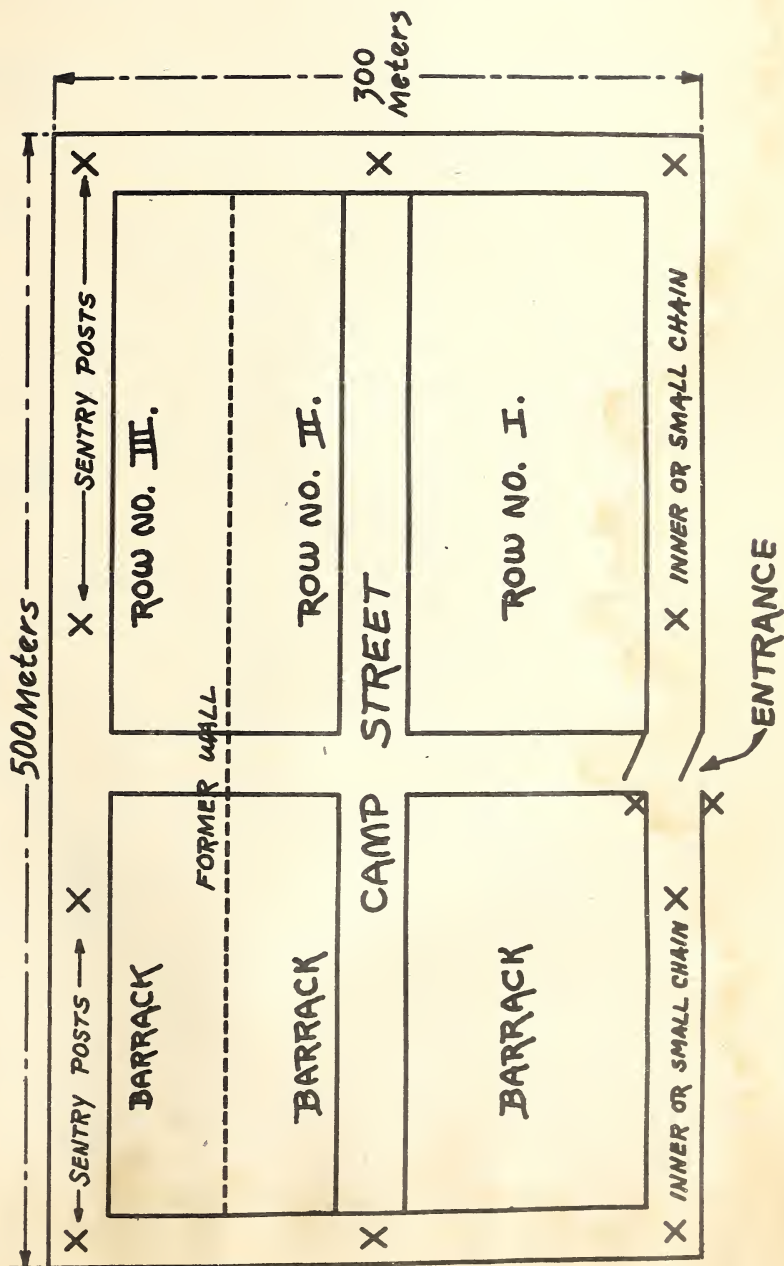 500 Meters
300
Meters
SENTRY POSTS
SENTRY POSTS
BARRACK
ROW NO. III.
FORMER WALL
BARRACK
ROW NO. II.
CAMP STREET
BARRACK
ROW NO. I.
INNER OR SMALL CHAIN
INNER OR SMALL CHAIN
ENTRANCE